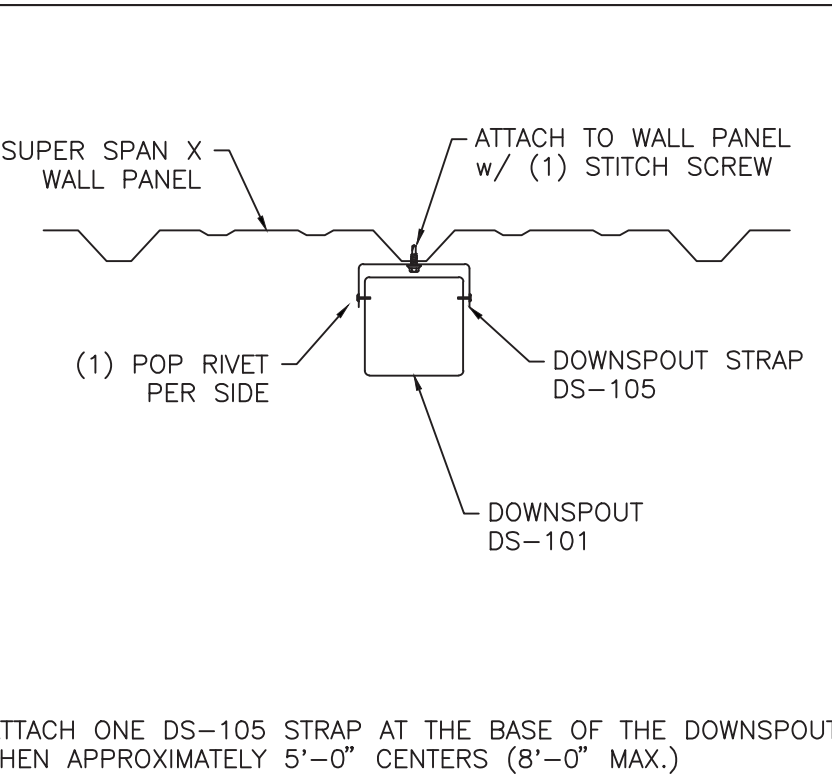 SUPER SPAN X
WALL PANEL
ATTACH TO WALL PANEL
w/ (1) STITCH SCREW
(1) POP RIVET
PER SIDE
DOWNSPOUT STRAP
DS-105
DOWNSPOUT
DS-101
TTACH ONE DS-105 STRAP AT THE BASE OF THE DOWNSPOUT
HEN APPROXIMATELY 5'-0" CENTERS (8'-0" MAX.)